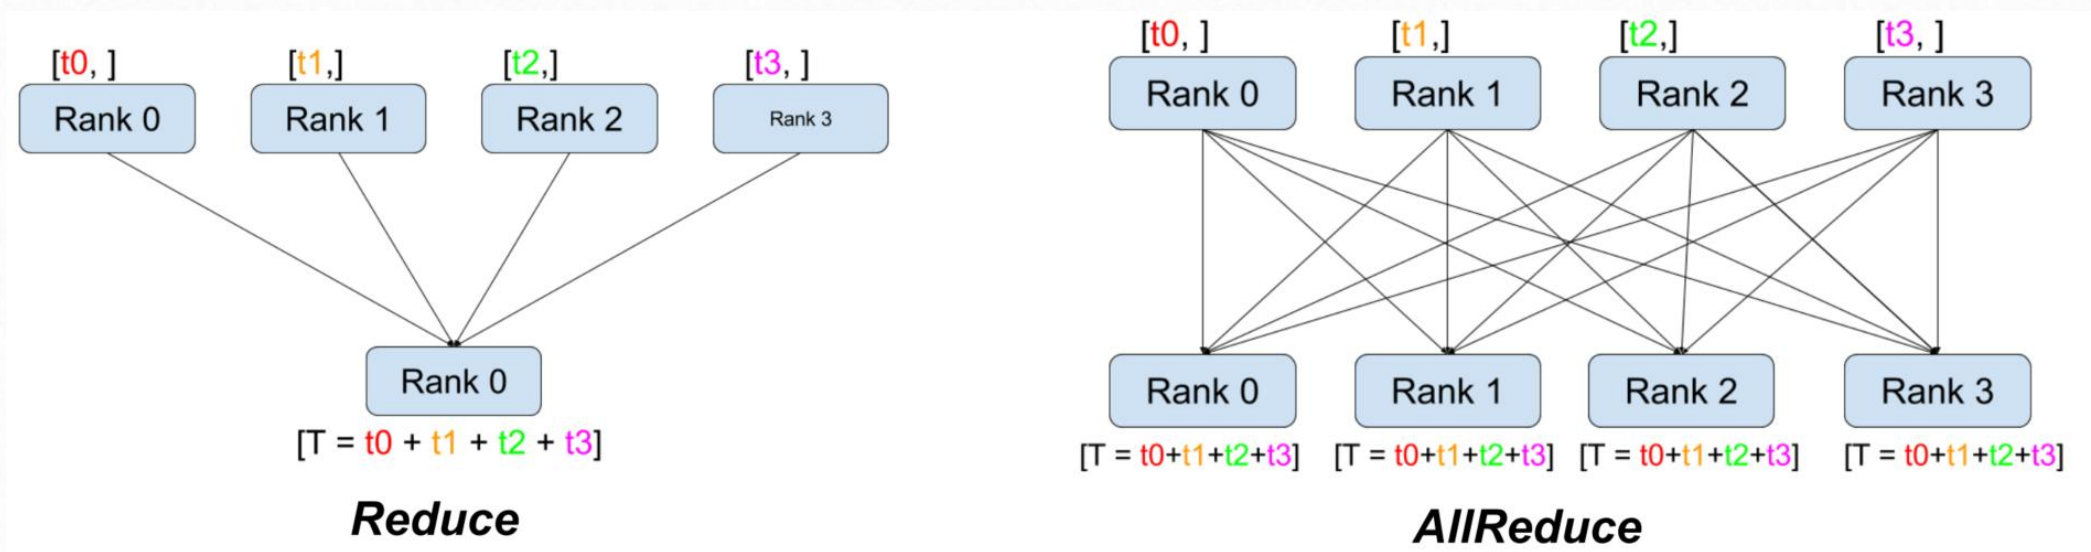 [t0, ] [t1,] [t2,] [t3, ]
Rank 0 Rank 1 Rank 2 Rank 3
Rank 0
[T = t0 + t1 + t2 + t3]
Reduce
[t0, ] [t1,] [t2,] [t3, ]
Rank 0 Rank 1 Rank 2 Rank 3
Rank 0 Rank 1 Rank 2 Rank 3
[T = t0+t1+t2+t3] [T = t0+t1+t2+t3] [T = t0+t1+t2+t3] [T = t0+t1+t2+t3]
AllReduce